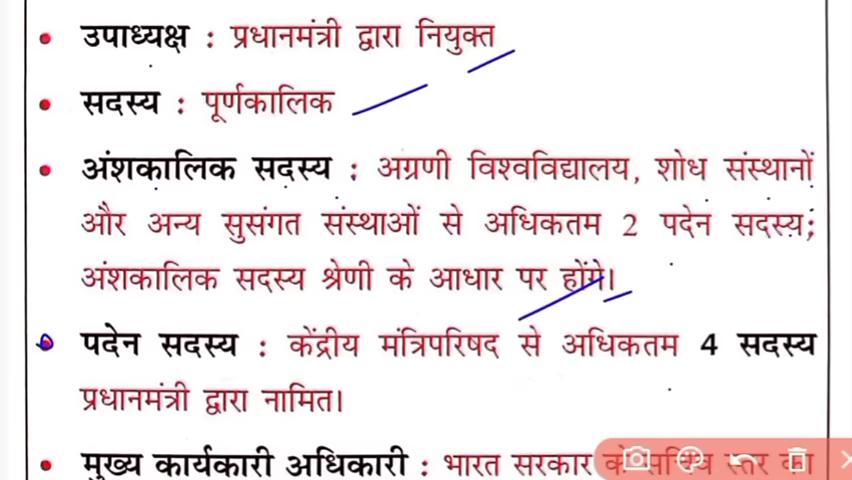 उपाध्यक्ष : प्रधानमंत्री द्वारा नियुक्त
सदस्य : पूर्णकालिक
अंशकालिक सदस्य : अग्रणी विश्वविद्यालय, शोध संस्थानों
और अन्य सुसंगत संस्थाओं से अधिकतम 2 पदेन सदस्य;
अंशकालिक सदस्य श्रेणी के आधार पर होंगे।
पदेन सदस्य : केंद्रीय मंत्रिपरिषद से अधिकतम 4 सदस्य
प्रधानमंत्री द्वारा नामित।
मुख्य कार्यकारी अधिकारी : भारत सरकार के सचिव स्तर का